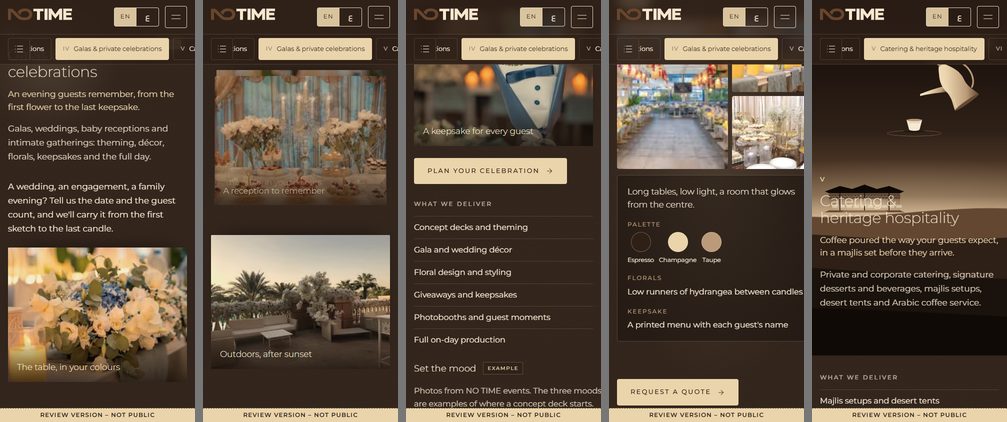 NOTIME
EN
ع
ions
IV Galas & private celebrations
V Ca
celebrations
An evening guests remember, from the
first flower to the last keepsake.
Galas, weddings, baby receptions and
intimate gatherings: theming, décor,
florals, keepsakes and the full day.
A wedding, an engagement, a family
evening? Tell us the date and the guest
count, and we'll carry it from the first
sketch to the last candle.
The table, in your colours
REVIEW VERSION – NOT PUBLIC
NOTIME
EN
ع
ions
IV Galas & private celebrations
V Ca
A reception to remember
Outdoors, after sunset
REVIEW VERSION – NOT PUBLIC
NOTIME
EN
ع
ions
IV Galas & private celebrations
V Ca
A keepsake for every guest
PLAN YOUR CELEBRATION →
WHAT WE DELIVER
Concept decks and theming
Gala and wedding décor
Floral design and styling
Giveaways and keepsakes
Photobooths and guest moments
Full on-day production
Set the mood EXAMPLE
Photos from NO TIME events. The three moods
are examples of where a concept deck starts.
REVIEW VERSION – NOT PUBLIC
NOTIME
EN
ع
ions
IV Galas & private celebrations
V Ca
Long tables, low light, a room that glows
from the centre.
PALETTE
Espresso Champagne Taupe
FLORALS
Low runners of hydrangea between candles
KEEPSAKE
A printed menu with each guest's name
REQUEST A QUOTE →
REVIEW VERSION – NOT PUBLIC
NOTIME
EN
ع
ons
V Catering & heritage hospitality
VI
V
Catering &
heritage hospitality
Coffee poured the way your guests expect,
in a majlis set before they arrive.
Private and corporate catering, signature
desserts and beverages, majlis setups,
desert tents and Arabic coffee service.
WHAT WE DELIVER
Majlis setups and desert tents
REVIEW VERSION – NOT PUBLIC